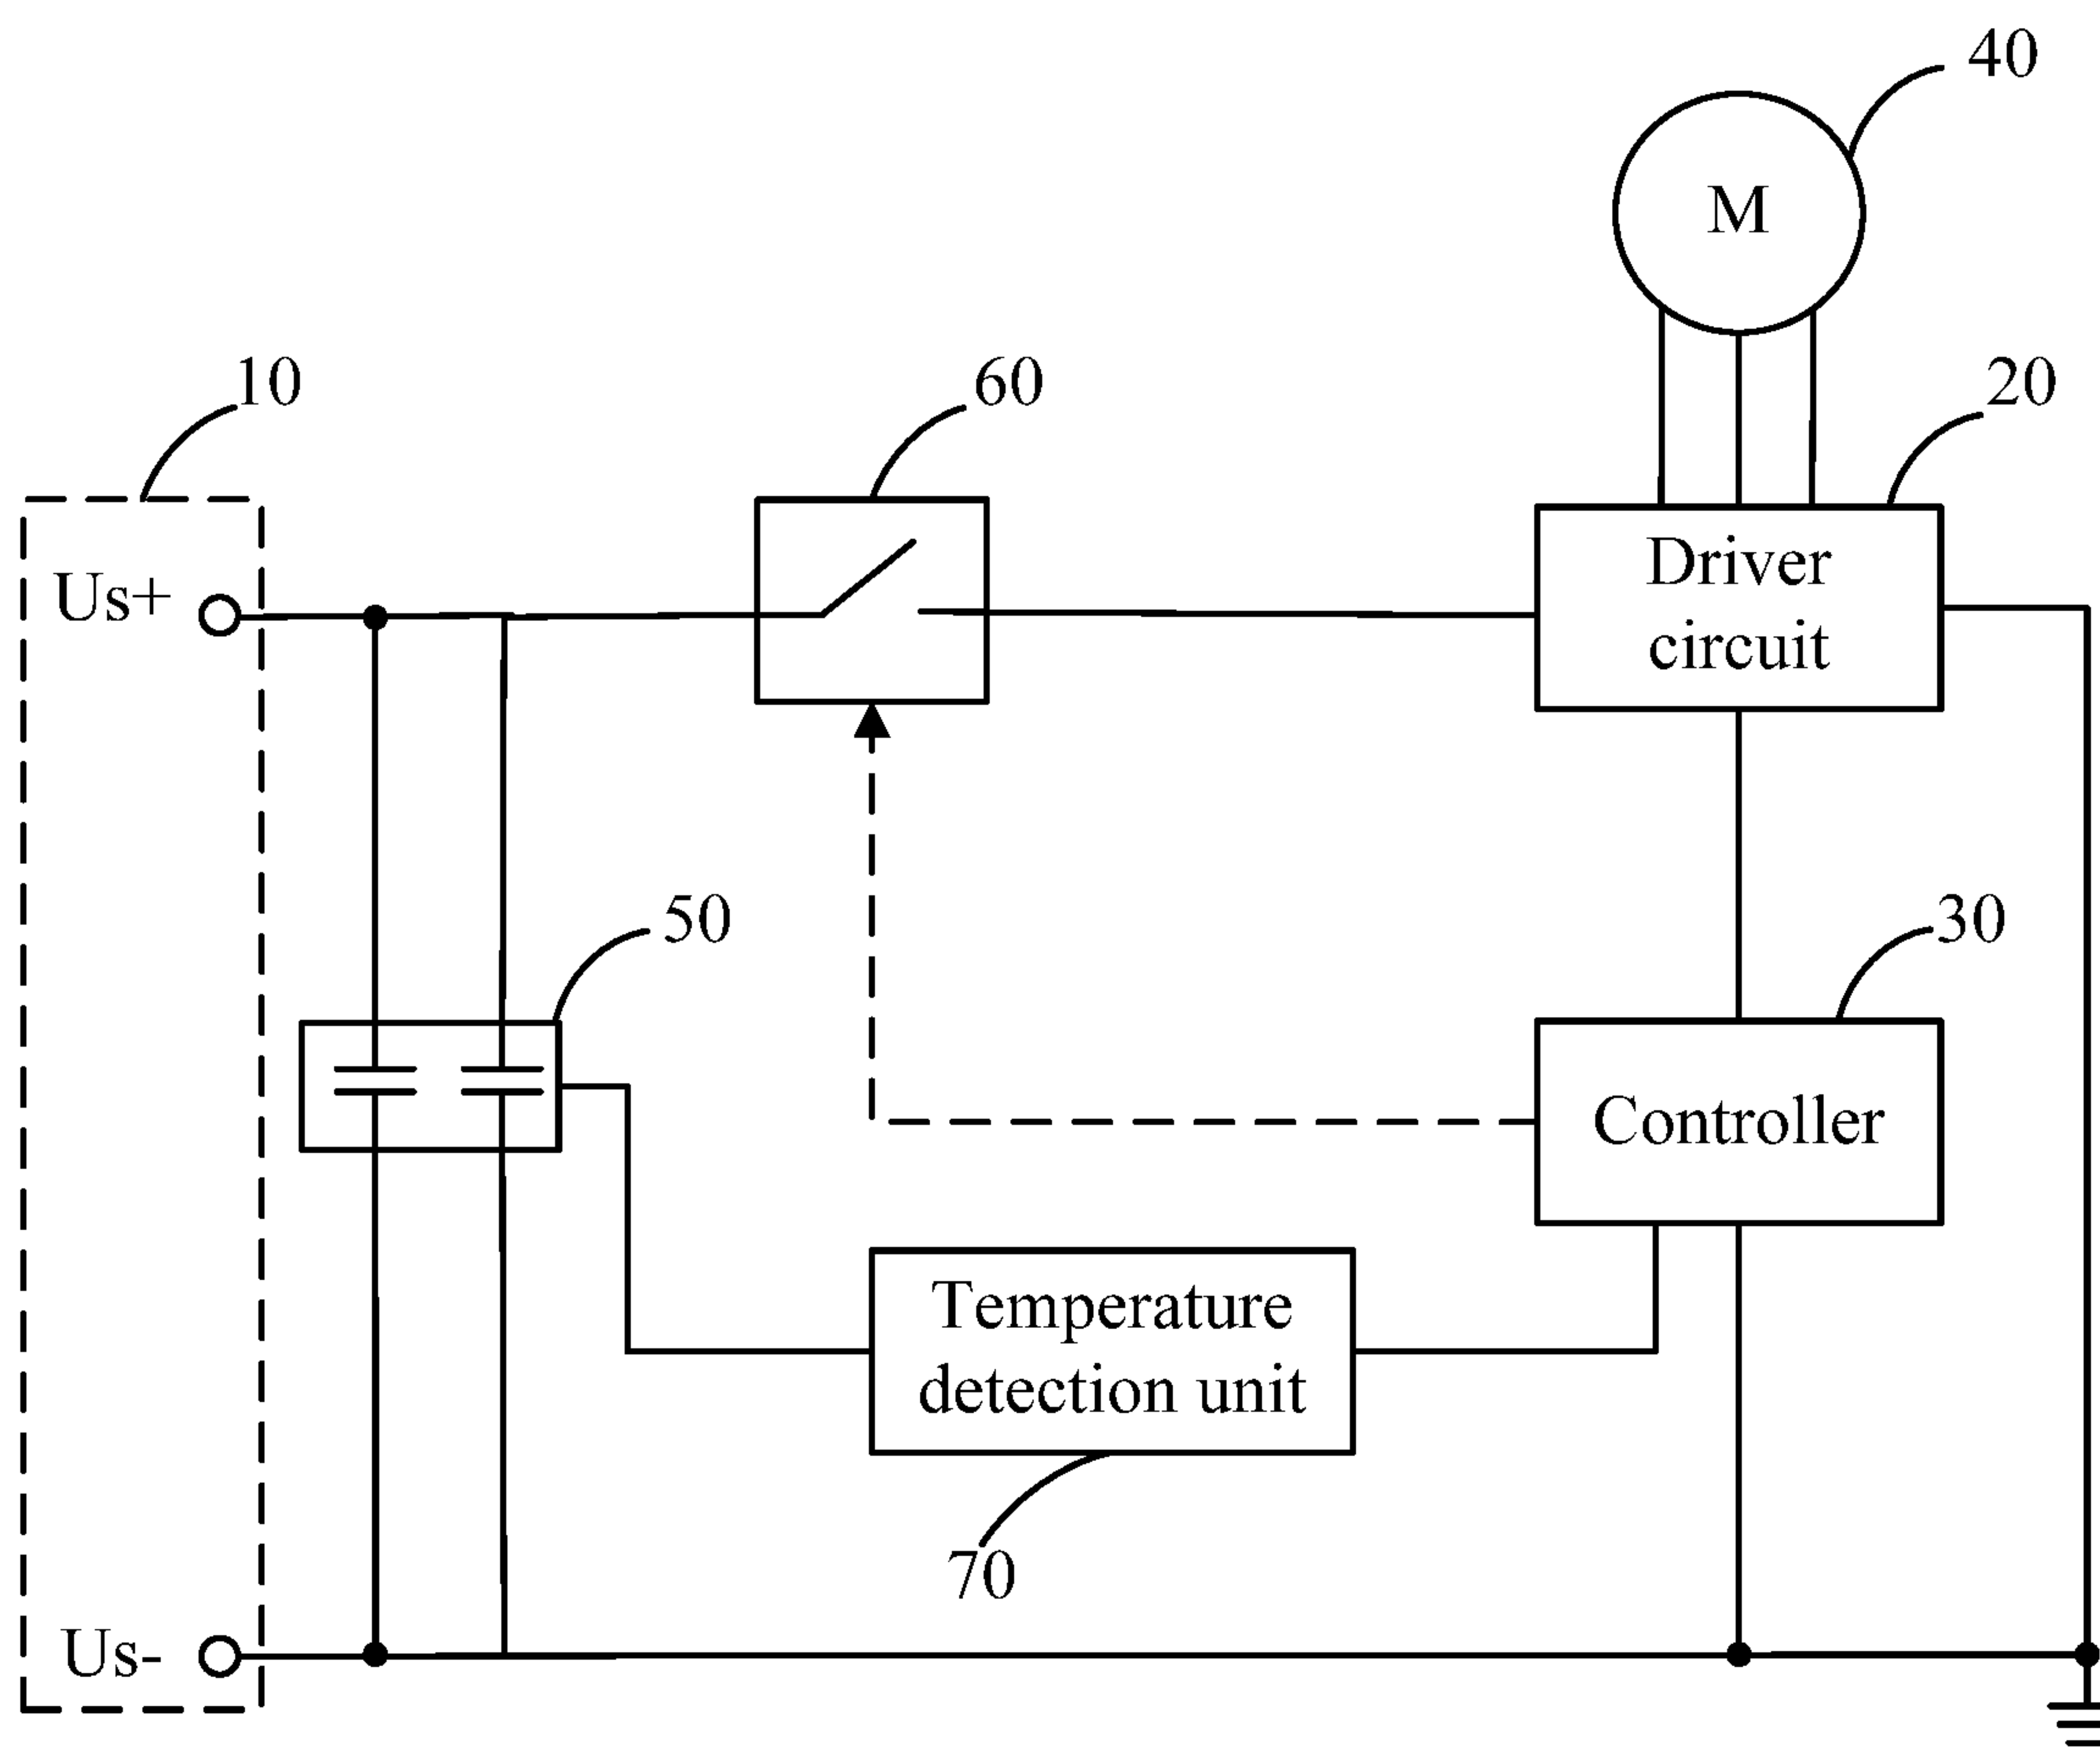 40
M
10
60
20
Us+
Driver
circuit
50
30
Controller
Temperature
detection unit
70
Us-